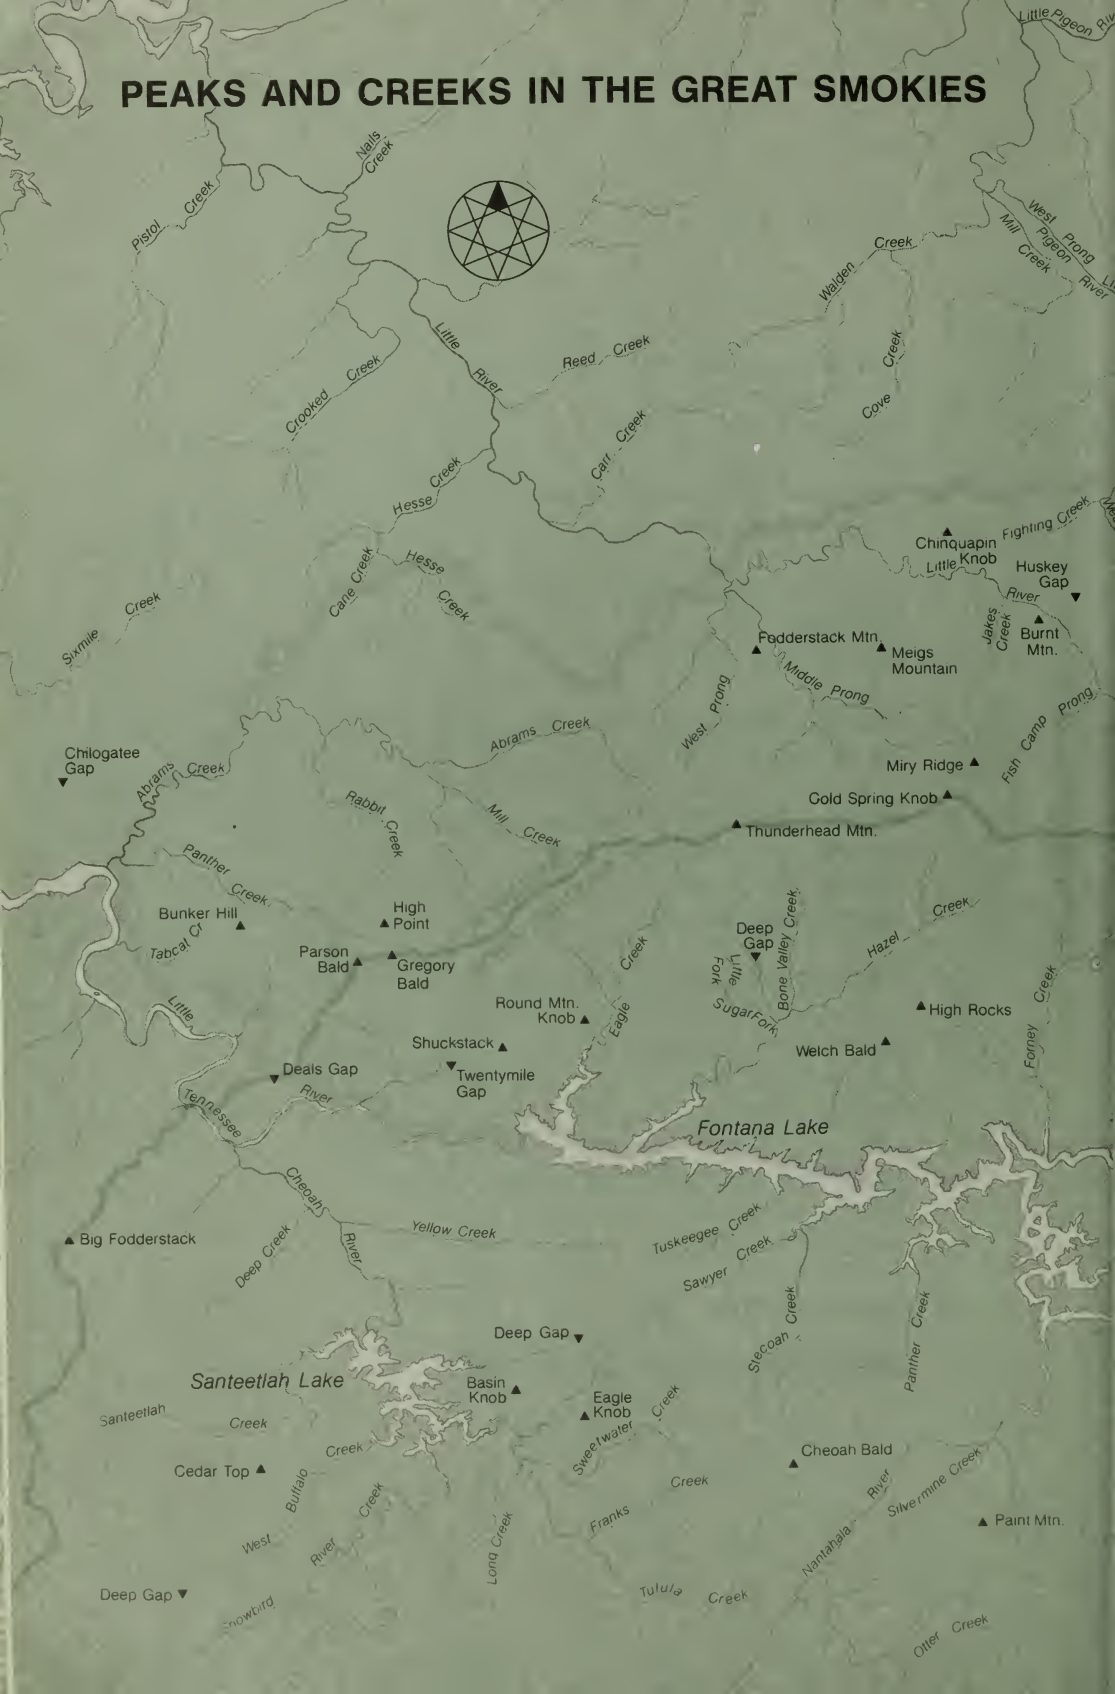 Little Pigeon
PEAKS AND CREEKS IN THE GREAT SMOKIES
Nails
Creek
Pistol Creek
West Prong
Pigeon
River
Mill
Creek
Walden Creek
Little
River
Reed Creek
Cove Creek
Crooked Creek
Carr Creek
Hesse Creek
Fighting Creek
Chinquapin
Knob
Little
River
Huskey
Gap
Cane Creek
Hesse
Creek
Sixmile Creek
Jakes
Creek
Burnt
Mtn.
Fodderstack Mtn.
Meigs
Mountain
Middle Prong
West Prong
Fish Camp Prong
Abrams Creek
Chilogatee
Gap
Abrams Creek
Miry Ridge
Cold Spring Knob
Rabbit
Creek
Mill Creek
Thunderhead Mtn.
Panther
Creek
Bunker Hill
High
Point
Tabcat Cr
Parson
Bald
Gregory
Bald
Deep
Gap
Bone Valley Creek
Little
Fork
Sugar Fork
Hazel Creek
Eagle Creek
Round Mtn.
Knob
High Rocks
Forney Creek
Little
Tennessee
River
Shuckstack
Welch Bald
Deals Gap
Twentymile
Gap
Fontana Lake
Cheoah
River
Yellow Creek
Deep Creek
Big Fodderstack
Tuskeegee Creek
Sawyer Creek
Stecoah Creek
Panther Creek
Deep Gap
Santeetlah Lake
Basin
Knob
Eagle
Knob
Sweetwater Creek
Santeetlah
Creek
Cedar Top
West Buffalo Creek
Cheoah Bald
Franks Creek
Long Creek
Nantahala River
Silvermine Creek
Paint Mtn.
Deep Gap
River Creek
Tulula Creek
Otter Creek